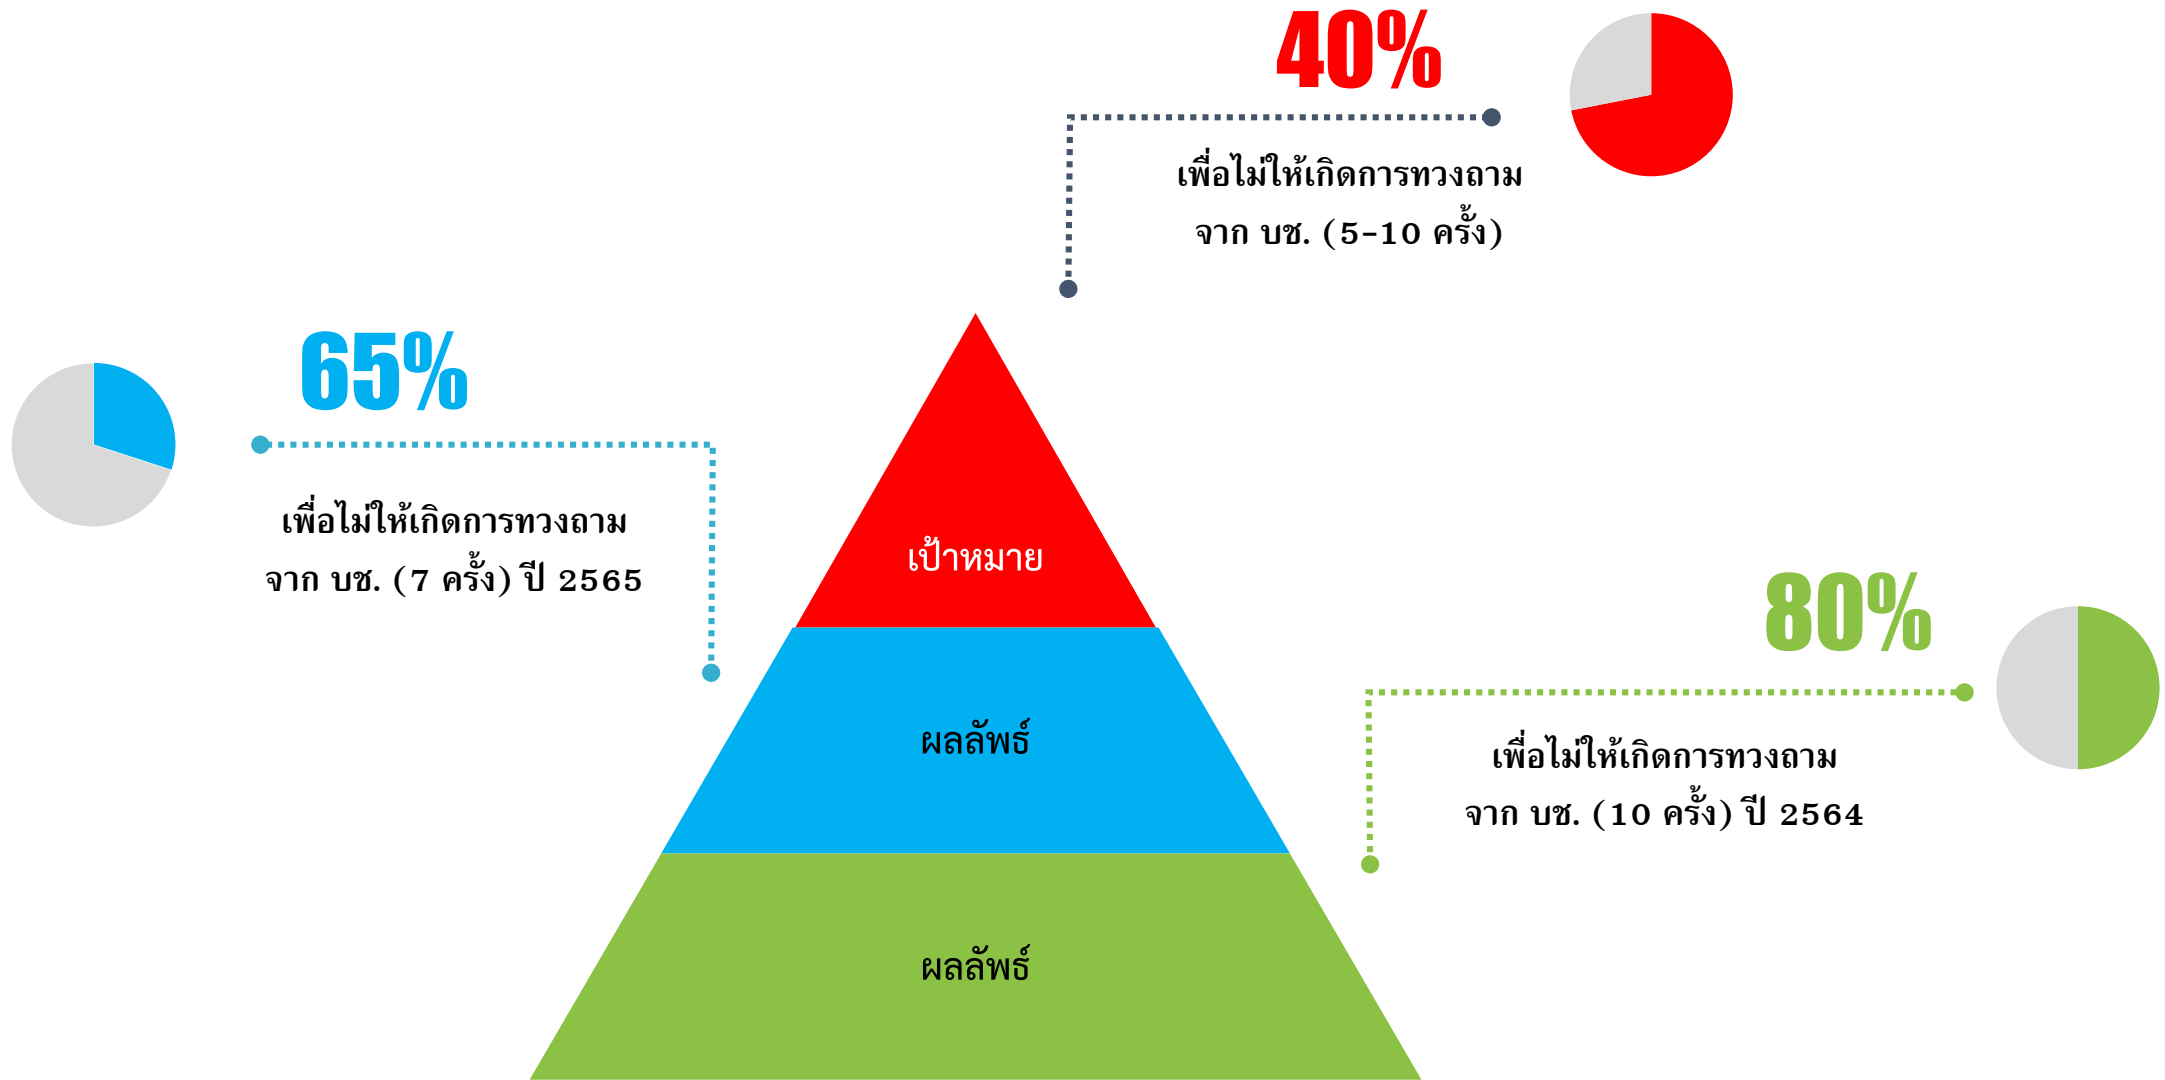 40%
เพื่อไม่ให้เกิดการทวงถาม
จาก บช. (5-10 ครั้ง)
65%
เพื่อไม่ให้เกิดการทวงถาม
จาก บช. (7 ครั้ง) ปี 2565
เป้าหมาย
80%
เพื่อไม่ให้เกิดการทวงถาม
จาก บช. (10 ครั้ง) ปี 2564
ผลลัพธ์
ผลลัพธ์